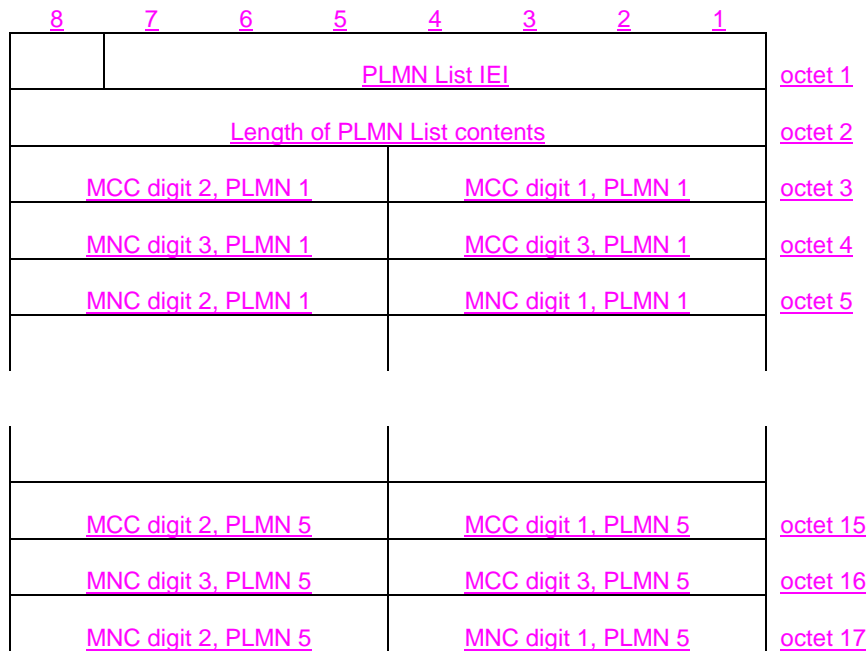 8 7 6 5 4 3 2 1
PLMN List IEI octet 1
Length of PLMN List contents octet 2
MCC digit 2, PLMN 1 MCC digit 1, PLMN 1 octet 3
MNC digit 3, PLMN 1 MCC digit 3, PLMN 1 octet 4
MNC digit 2, PLMN 1 MNC digit 1, PLMN 1 octet 5
MCC digit 2, PLMN 5 MCC digit 1, PLMN 5 octet 15
MNC digit 3, PLMN 5 MCC digit 3, PLMN 5 octet 16
MNC digit 2, PLMN 5 MNC digit 1, PLMN 5 octet 17